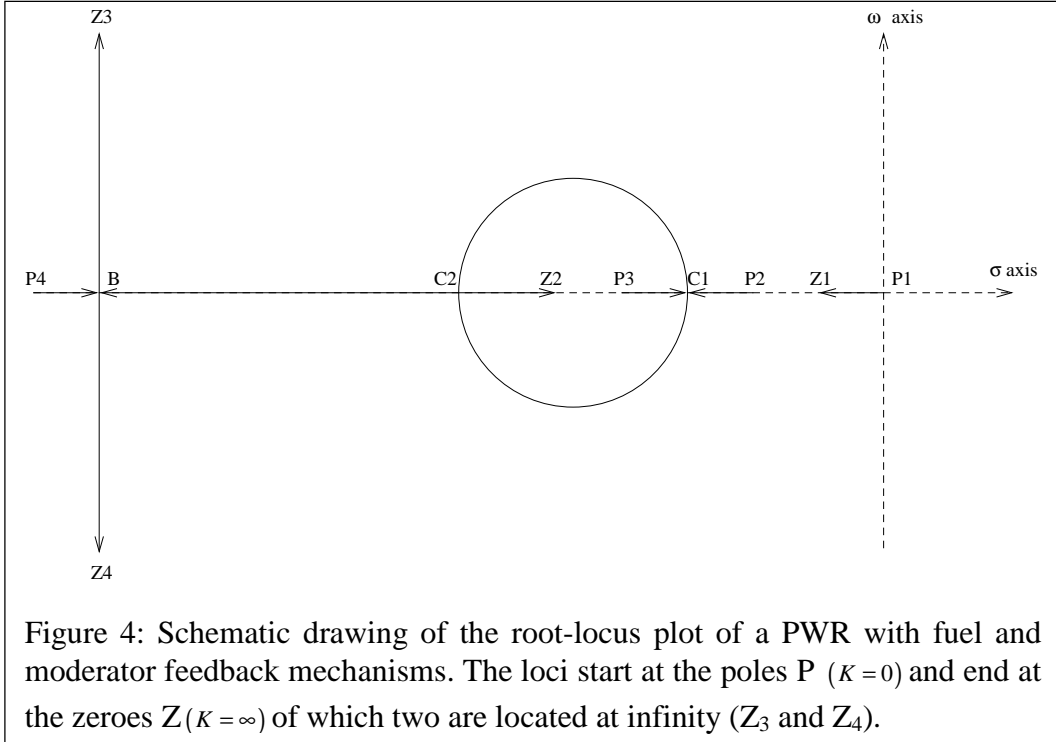 Z3
ω axis
P4 B C2 Z2 P3 C1 P2 Z1 P1 σ axis
Z4
Figure 4: Schematic drawing of the root-locus plot of a PWR with fuel and
moderator feedback mechanisms. The loci start at the poles P (K = 0) and end at
the zeroes Z(K = ∞) of which two are located at infinity (Z₃ and Z₄).